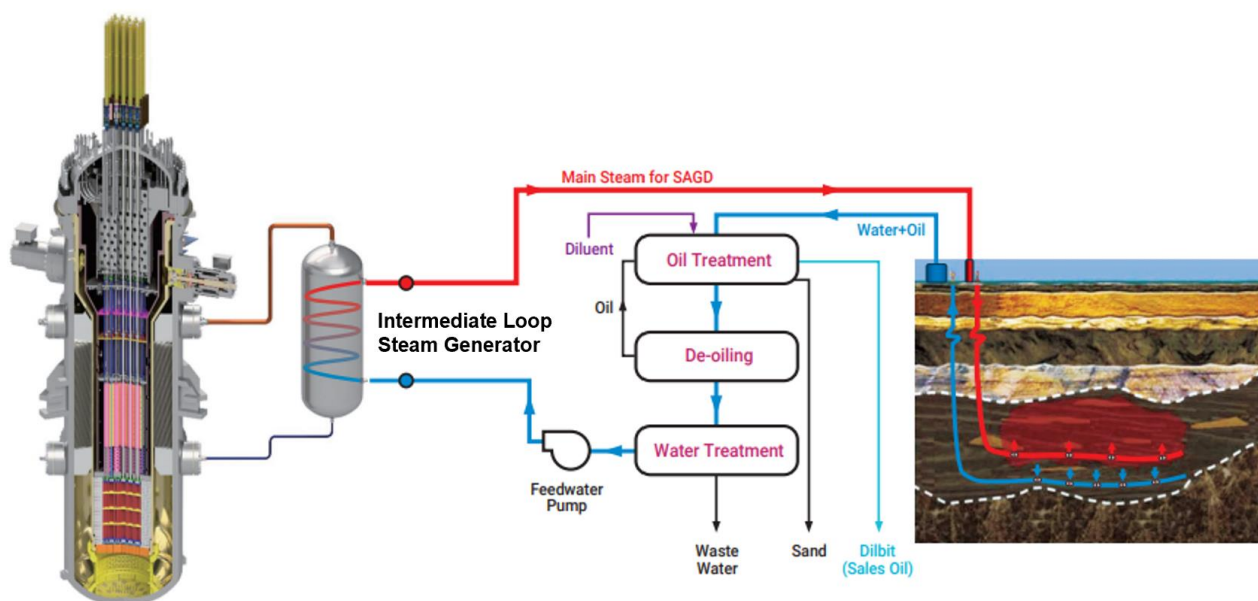 Main Steam for SAGD
Water+Oil
Diluent
Oil Treatment
Oil
Intermediate Loop
Steam Generator
De-oiling
Water Treatment
Feedwater
Pump
Waste
Water
Sand
Dilbit
(Sales Oil)